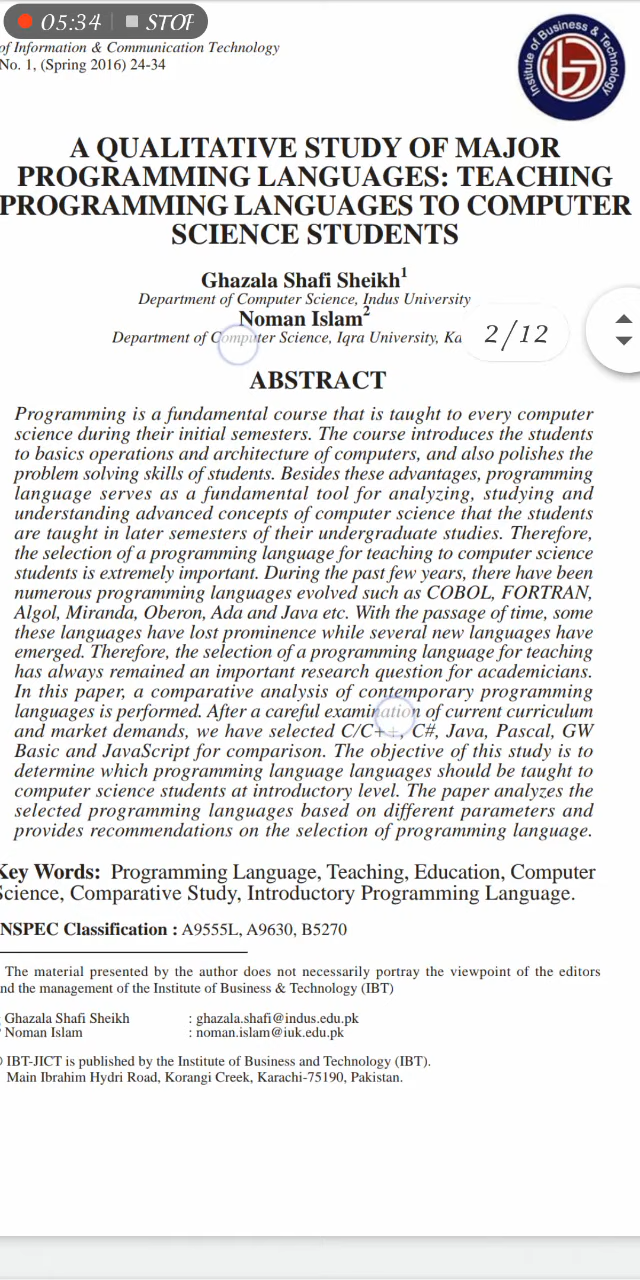 05:34 STOP
of Information & Communication Technology
No. 1, (Spring 2016) 24-34
Institute of Business & Technology
A QUALITATIVE STUDY OF MAJOR
PROGRAMMING LANGUAGES: TEACHING
PROGRAMMING LANGUAGES TO COMPUTER
SCIENCE STUDENTS
Ghazala Shafi Sheikh1
Department of Computer Science, Indus University
Noman Islam2
Department of Computer Science, Iqra University, Ka
2/12
ABSTRACT
Programming is a fundamental course that is taught to every computer
science during their initial semesters. The course introduces the students
to basics operations and architecture of computers, and also polishes the
problem solving skills of students. Besides these advantages, programming
language serves as a fundamental tool for analyzing, studying and
understanding advanced concepts of computer science that the students
are taught in later semesters of their undergraduate studies. Therefore,
the selection of a programming language for teaching to computer science
students is extremely important. During the past few years, there have been
numerous programming languages evolved such as COBOL, FORTRAN,
Algol, Miranda, Oberon, Ada and Java etc. With the passage of time, some
these languages have lost prominence while several new languages have
emerged. Therefore, the selection of a programming language for teaching
has always remained an important research question for academicians.
In this paper, a comparative analysis of contemporary programming
languages is performed. After a careful examination of current curriculum
and market demands, we have selected C/C++, C#, Java, Pascal, GW
Basic and JavaScript for comparison. The objective of this study is to
determine which programming language languages should be taught to
computer science students at introductory level. The paper analyzes the
selected programming languages based on different parameters and
provides recommendations on the selection of programming language.
Key Words: Programming Language, Teaching, Education, Computer
Science, Comparative Study, Introductory Programming Language.
INSPEC Classification : A9555L, A9630, B5270
The material presented by the author does not necessarily portray the viewpoint of the editors
and the management of the Institute of Business & Technology (IBT)
Ghazala Shafi Sheikh : ghazala.shafi@indus.edu.pk
Noman Islam : noman.islam@iuk.edu.pk
© IBT-JICT is published by the Institute of Business and Technology (IBT).
Main Ibrahim Hydri Road, Korangi Creek, Karachi-75190, Pakistan.